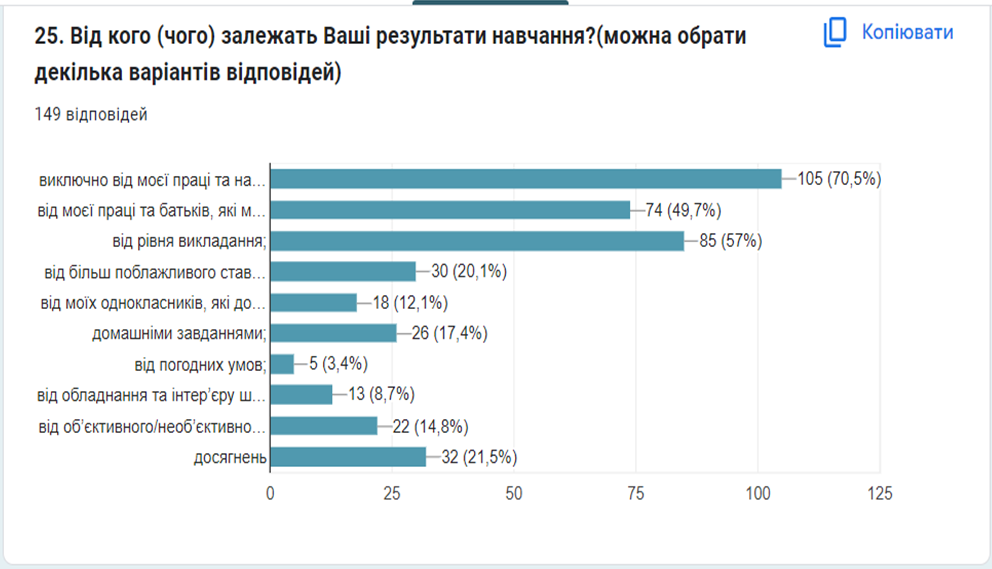 25. Від кого (чого) залежать Ваші результати навчання?(можна обрати
декілька варіантів відповідей)
Копіювати
149 відповідей
виключно від моєї праці та на... 105 (70,5%)
від моєї праці та батьків, які м... 74 (49,7%)
від рівня викладання; 85 (57%)
від більш поблажливого став... 30 (20,1%)
від моїх однокласників, які до... 18 (12,1%)
домашніми завданнями; 26 (17,4%)
від погодних умов; 5 (3,4%)
від обладнання та інтер'єру ш... 13 (8,7%)
від об'єктивного/необ'єктивно... 22 (14,8%)
досягнень 32 (21,5%)
0 25 50 75 100 125